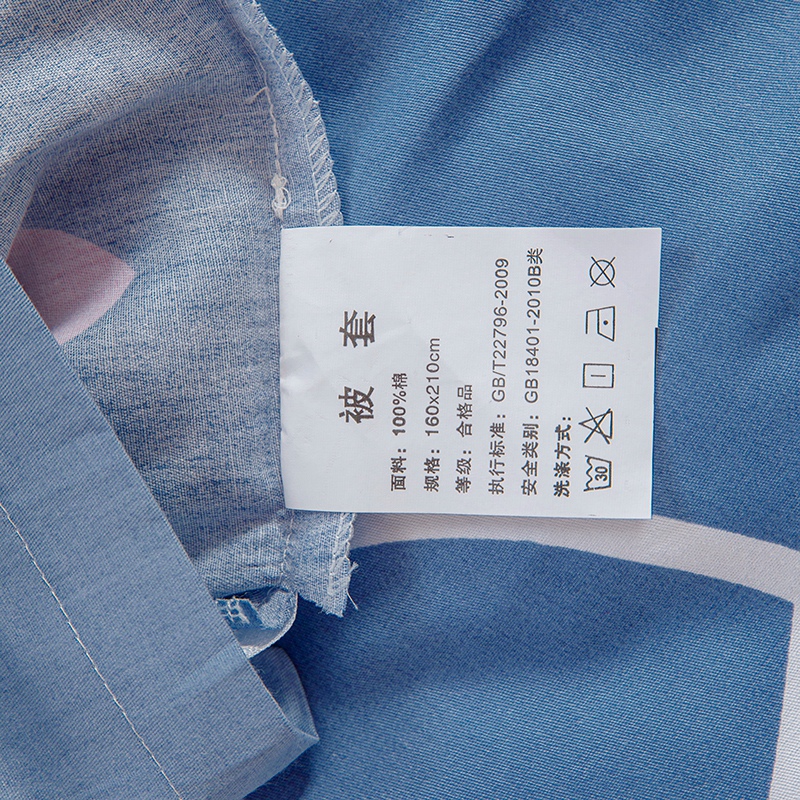 被 套
面料：100%棉
规格：160x210cm
等级：合格品
执行标准：GB/T22796-2009
安全类别：GB18401-2010B类
洗涤方式：
30